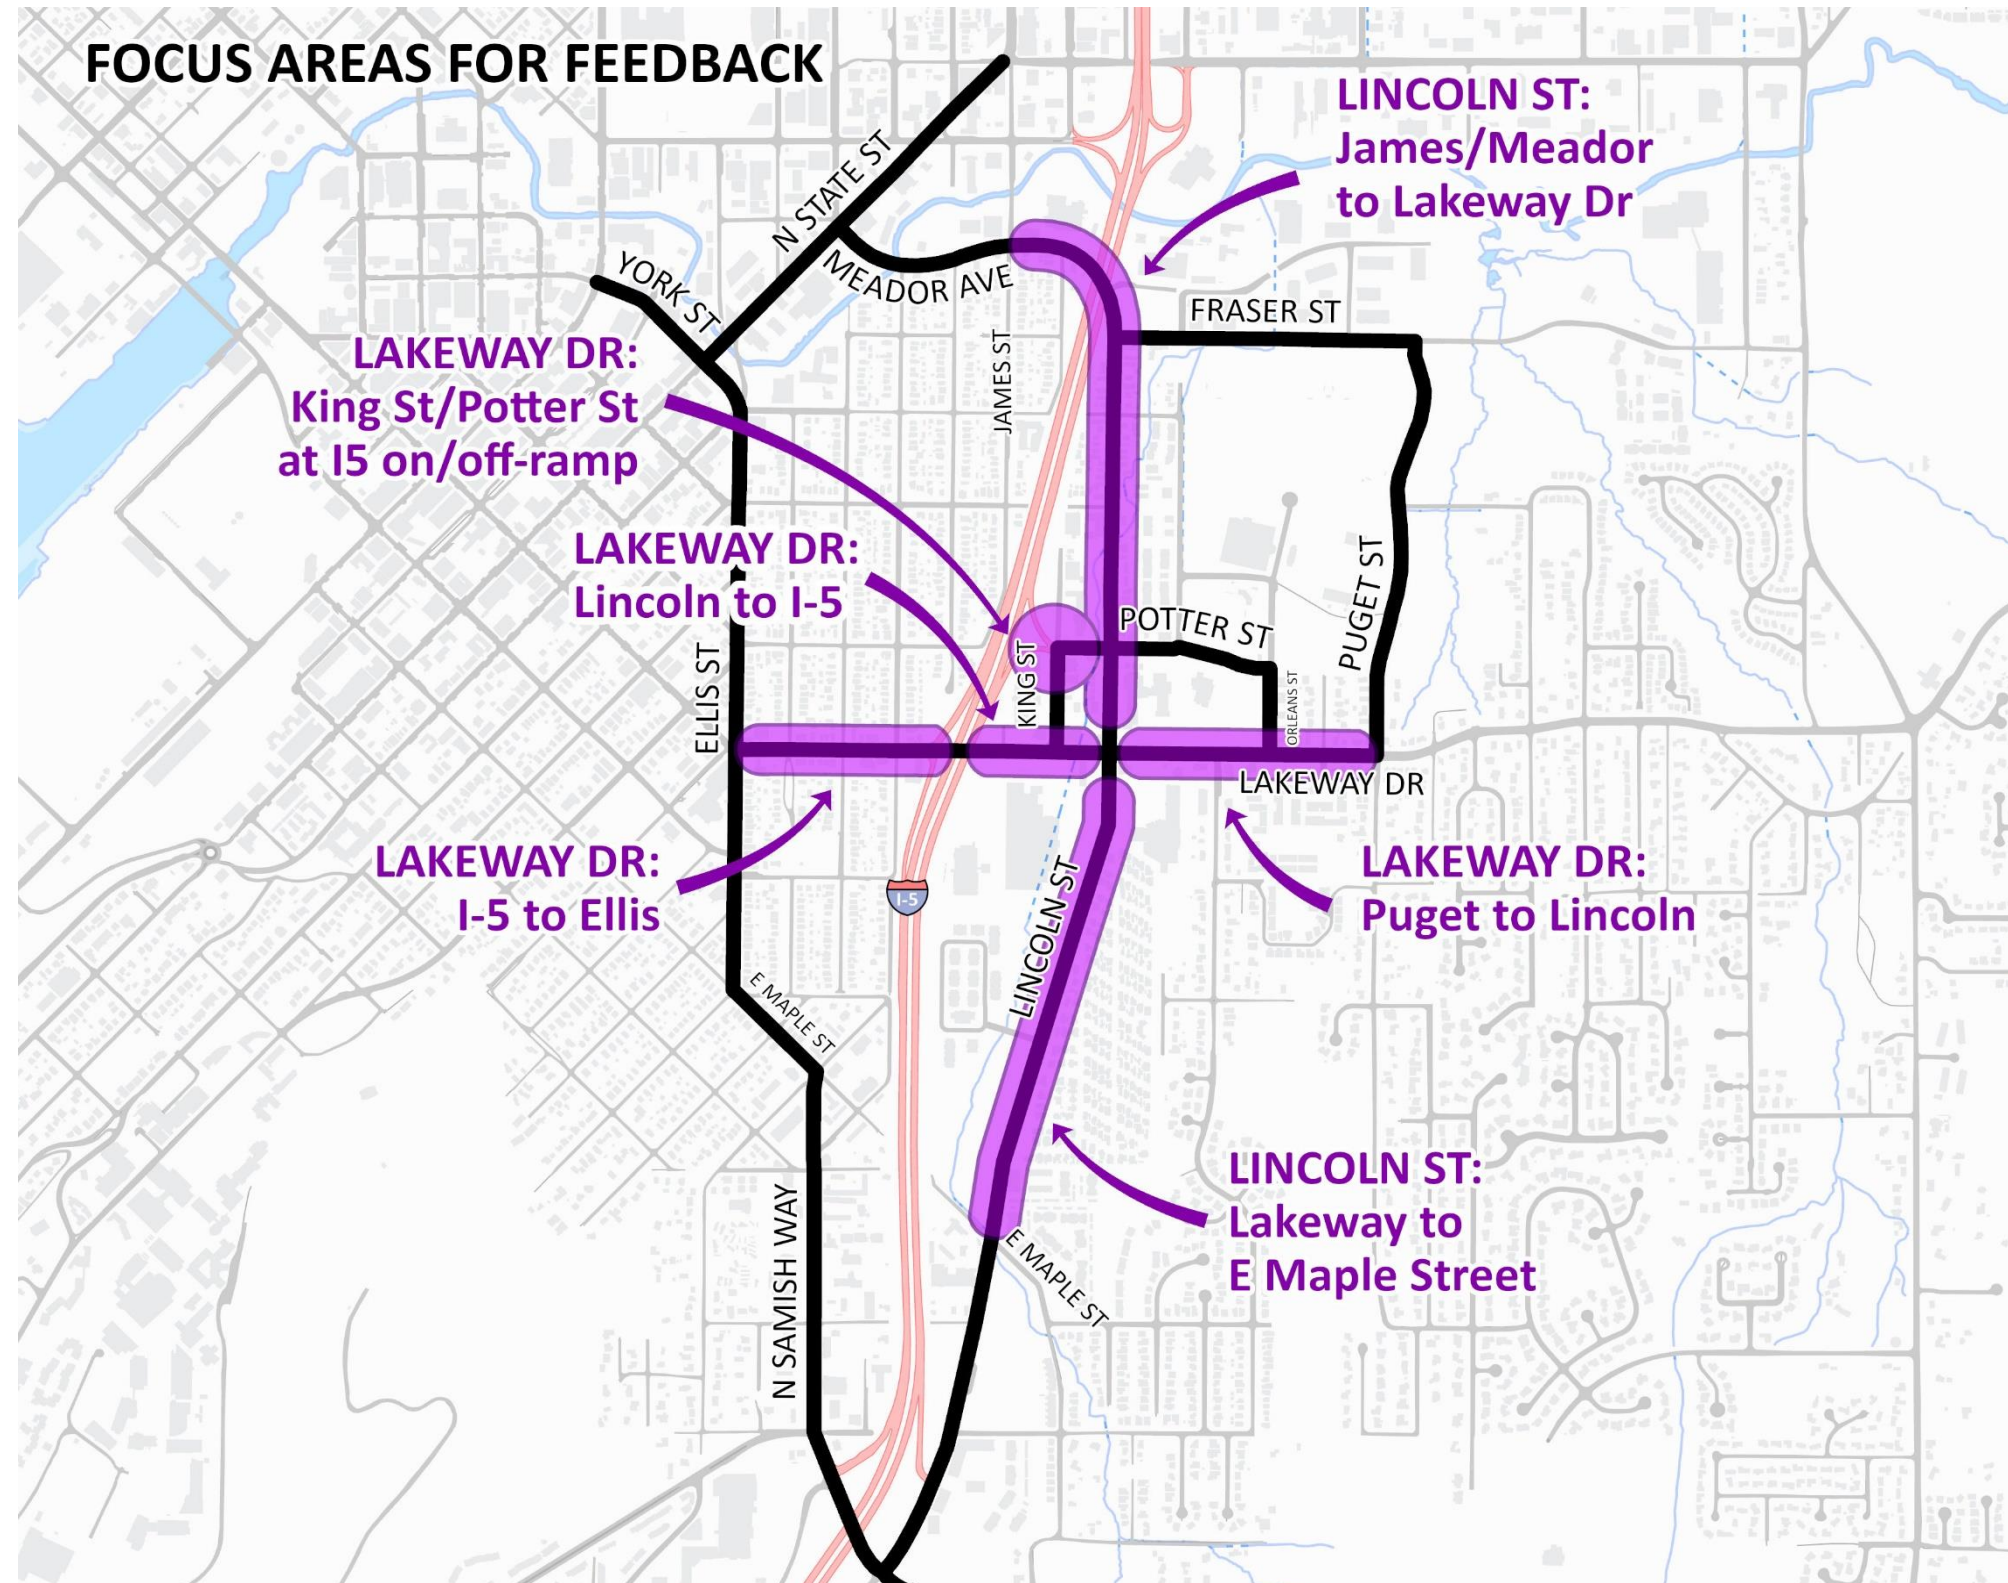 FOCUS AREAS FOR FEEDBACK
LINCOLN ST:
James/Meador
to Lakeway Dr
N STATE ST
MEADOR AVE
YORK ST
FRASER ST
JAMES ST
LAKEWAY DR:
King St/Potter St
at I5 on/off-ramp
LAKEWAY DR:
Lincoln to I-5
POTTER ST
PUGET ST
KING ST
ORLEANS ST
ELLIS ST
LAKEWAY DR
LAKEWAY DR:
I-5 to Ellis
I-5
LINCOLN ST
LAKEWAY DR:
Puget to Lincoln
E MAPLE ST
N SAMISH WAY
E MAPLE ST
LINCOLN ST:
Lakeway to
E Maple Street